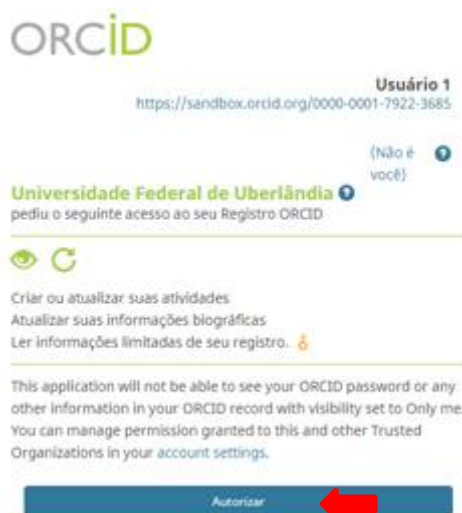 ORCiD
Usuário 1
https://sandbox.orcid.org/0000-0001-7922-3685
(Não é
você)
Universidade Federal de Uberlândia
pediu o seguinte acesso ao seu Registro ORCID
Criar ou atualizar suas atividades
Atualizar suas informações biográficas
Ler informações limitadas de seu registro.
This application will not be able to see your ORCID password or any
other information in your ORCID record with visibility set to Only me.
You can manage permission granted to this and other Trusted
Organizations in your account settings.
Autorizar